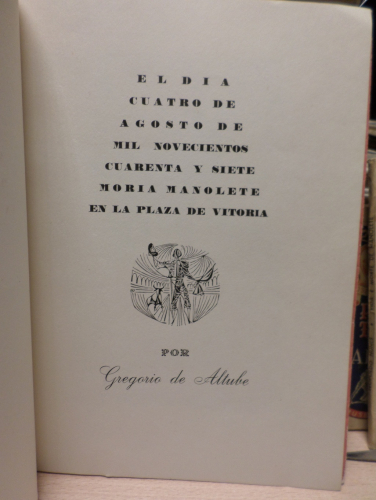 EL DIA
CUATRO DE
AGOSTO DE
MIL NOVECIENTOS
CUARENTA Y SIETE
MORIA MANOLETE
EN LA PLAZA DE VITORIA
POR
Gregorio de Altube